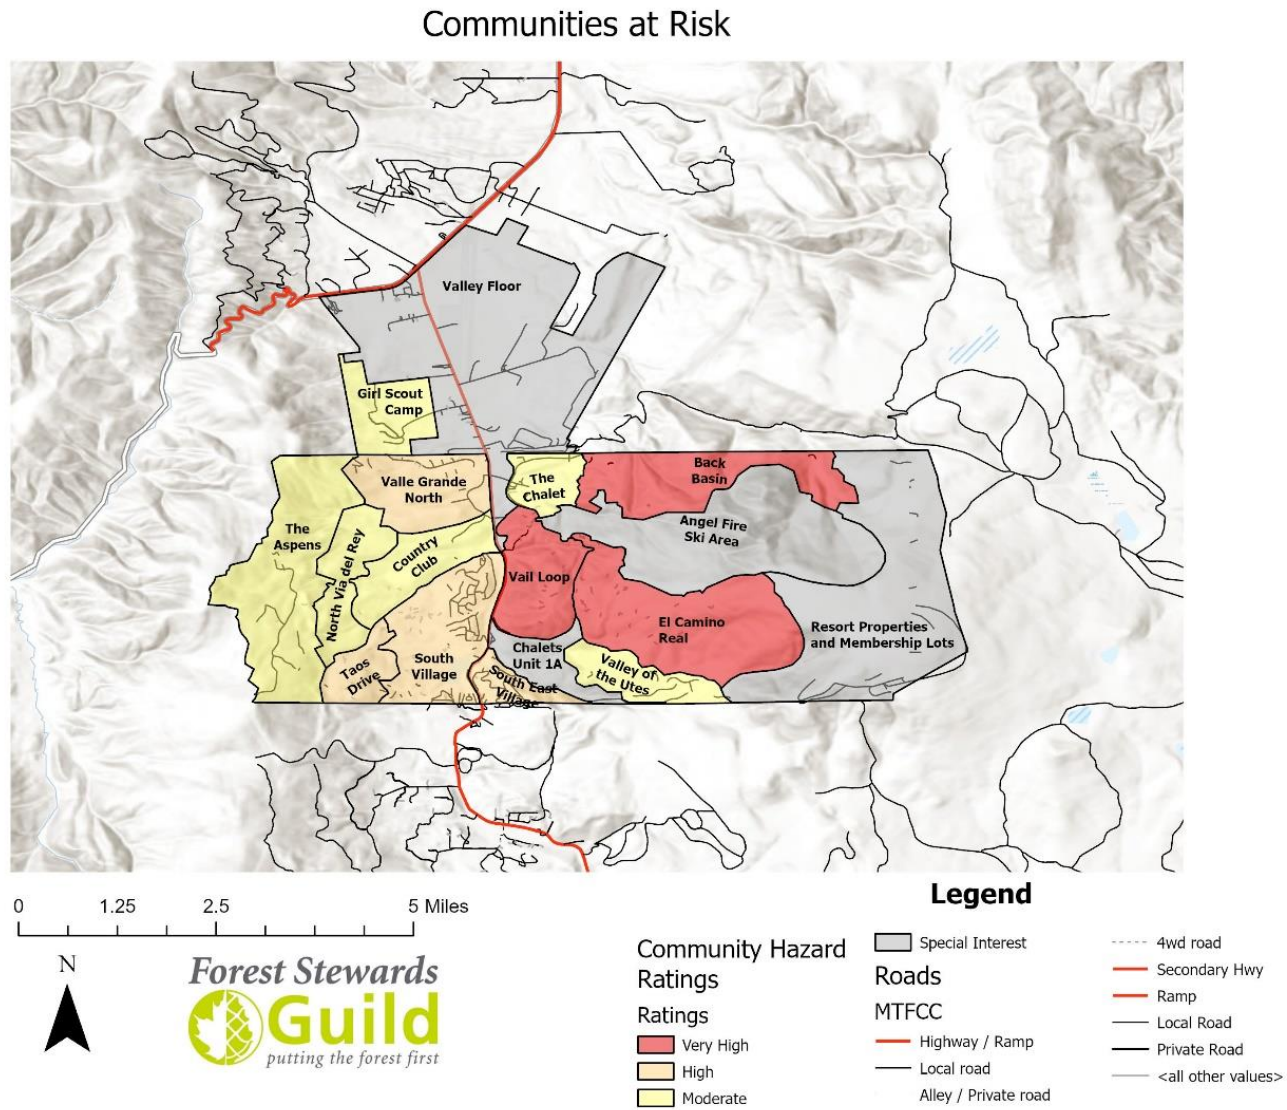 Communities at Risk
Valley Floor
Girl Scout
Camp
Valle Grande
North
The
Chalet
Back
Basin
The
Aspens
North Via del Rey
Country
Club
Angel Fire
Ski Area
Vail Loop
El Camino
Real
Resort Properties
and Membership Lots
Chalets
Unit 1A
Valley of
the Utes
Taos
Drive
South
Village
South East
Village
0 1.25 2.5 5 Miles
N
Forest Stewards
Guild
putting the forest first
Legend
Community Hazard
Ratings
Ratings
Very High
High
Moderate
Special Interest
Roads
MTFCC
Highway / Ramp
Local road
Alley / Private road
4wd road
Secondary Hwy
Ramp
Local Road
Private Road
<all other values>